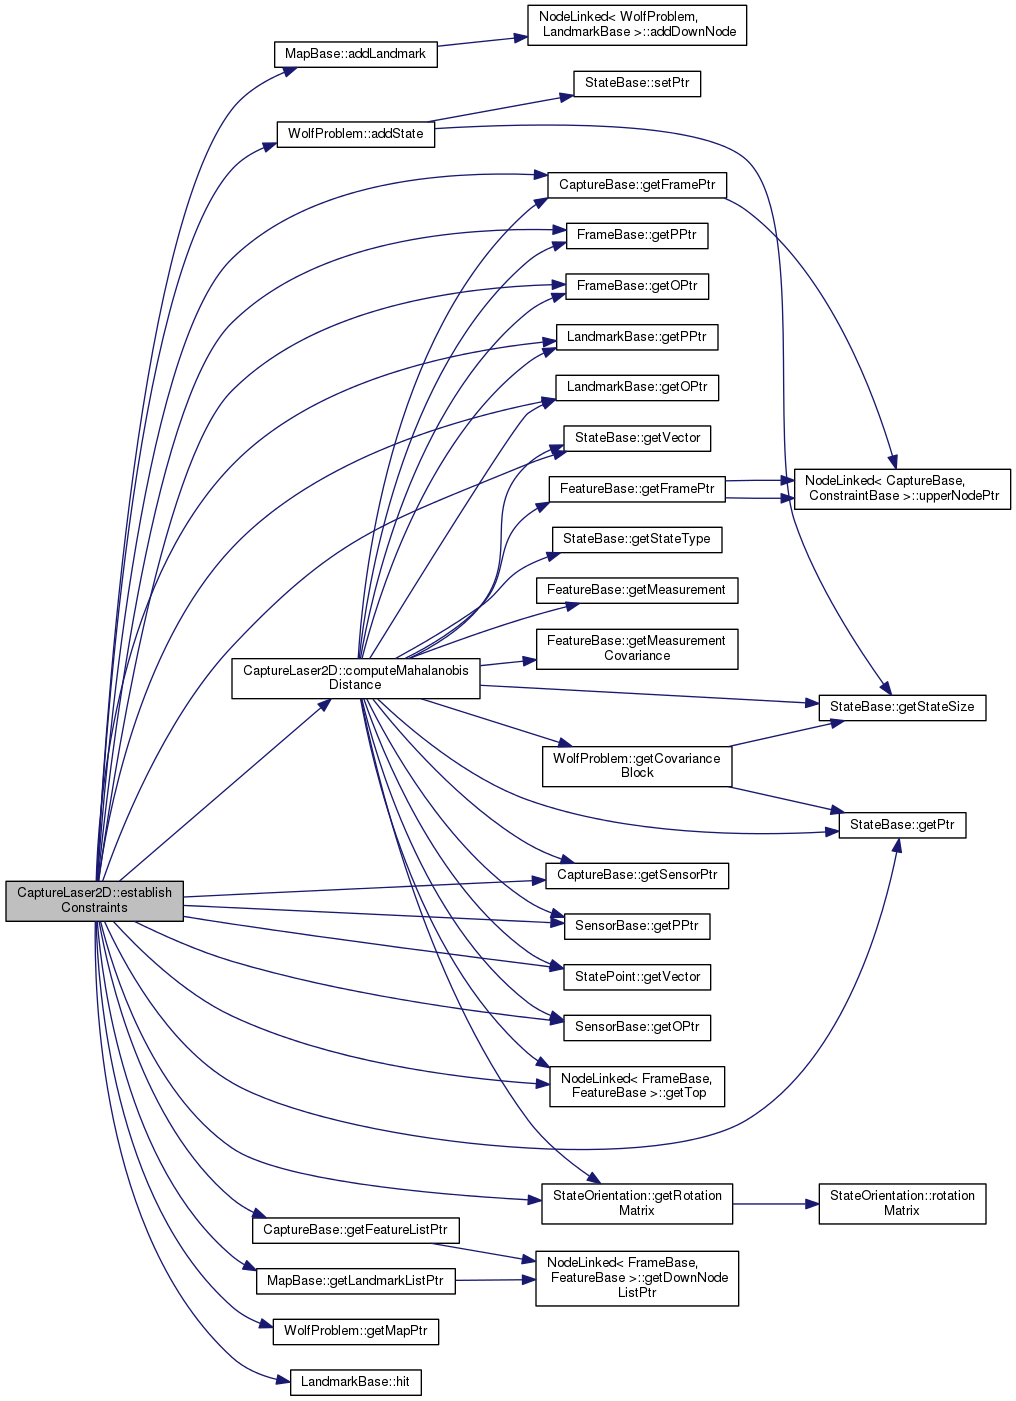 NodeLinked< WolfProblem,
LandmarkBase >::addDownNode
MapBase::addLandmark
StateBase::setPtr
WolfProblem::addState
CaptureBase::getFramePtr
FrameBase::getPPtr
FrameBase::getOPtr
LandmarkBase::getPPtr
LandmarkBase::getOPtr
StateBase::getVector
NodeLinked< CaptureBase,
ConstraintBase >::upperNodePtr
FeatureBase::getFramePtr
StateBase::getStateType
FeatureBase::getMeasurement
FeatureBase::getMeasurement
Covariance
CaptureLaser2D::computeMahalanobis
Distance
StateBase::getStateSize
WolfProblem::getCovariance
Block
StateBase::getPtr
CaptureBase::getSensorPtr
CaptureLaser2D::establish
Constraints
SensorBase::getPPtr
StatePoint::getVector
SensorBase::getOPtr
NodeLinked< FrameBase,
FeatureBase >::getTop
StateOrientation::getRotation
Matrix
StateOrientation::rotation
Matrix
CaptureBase::getFeatureListPtr
NodeLinked< FrameBase,
FeatureBase >::getDownNode
ListPtr
MapBase::getLandmarkListPtr
WolfProblem::getMapPtr
LandmarkBase::hit